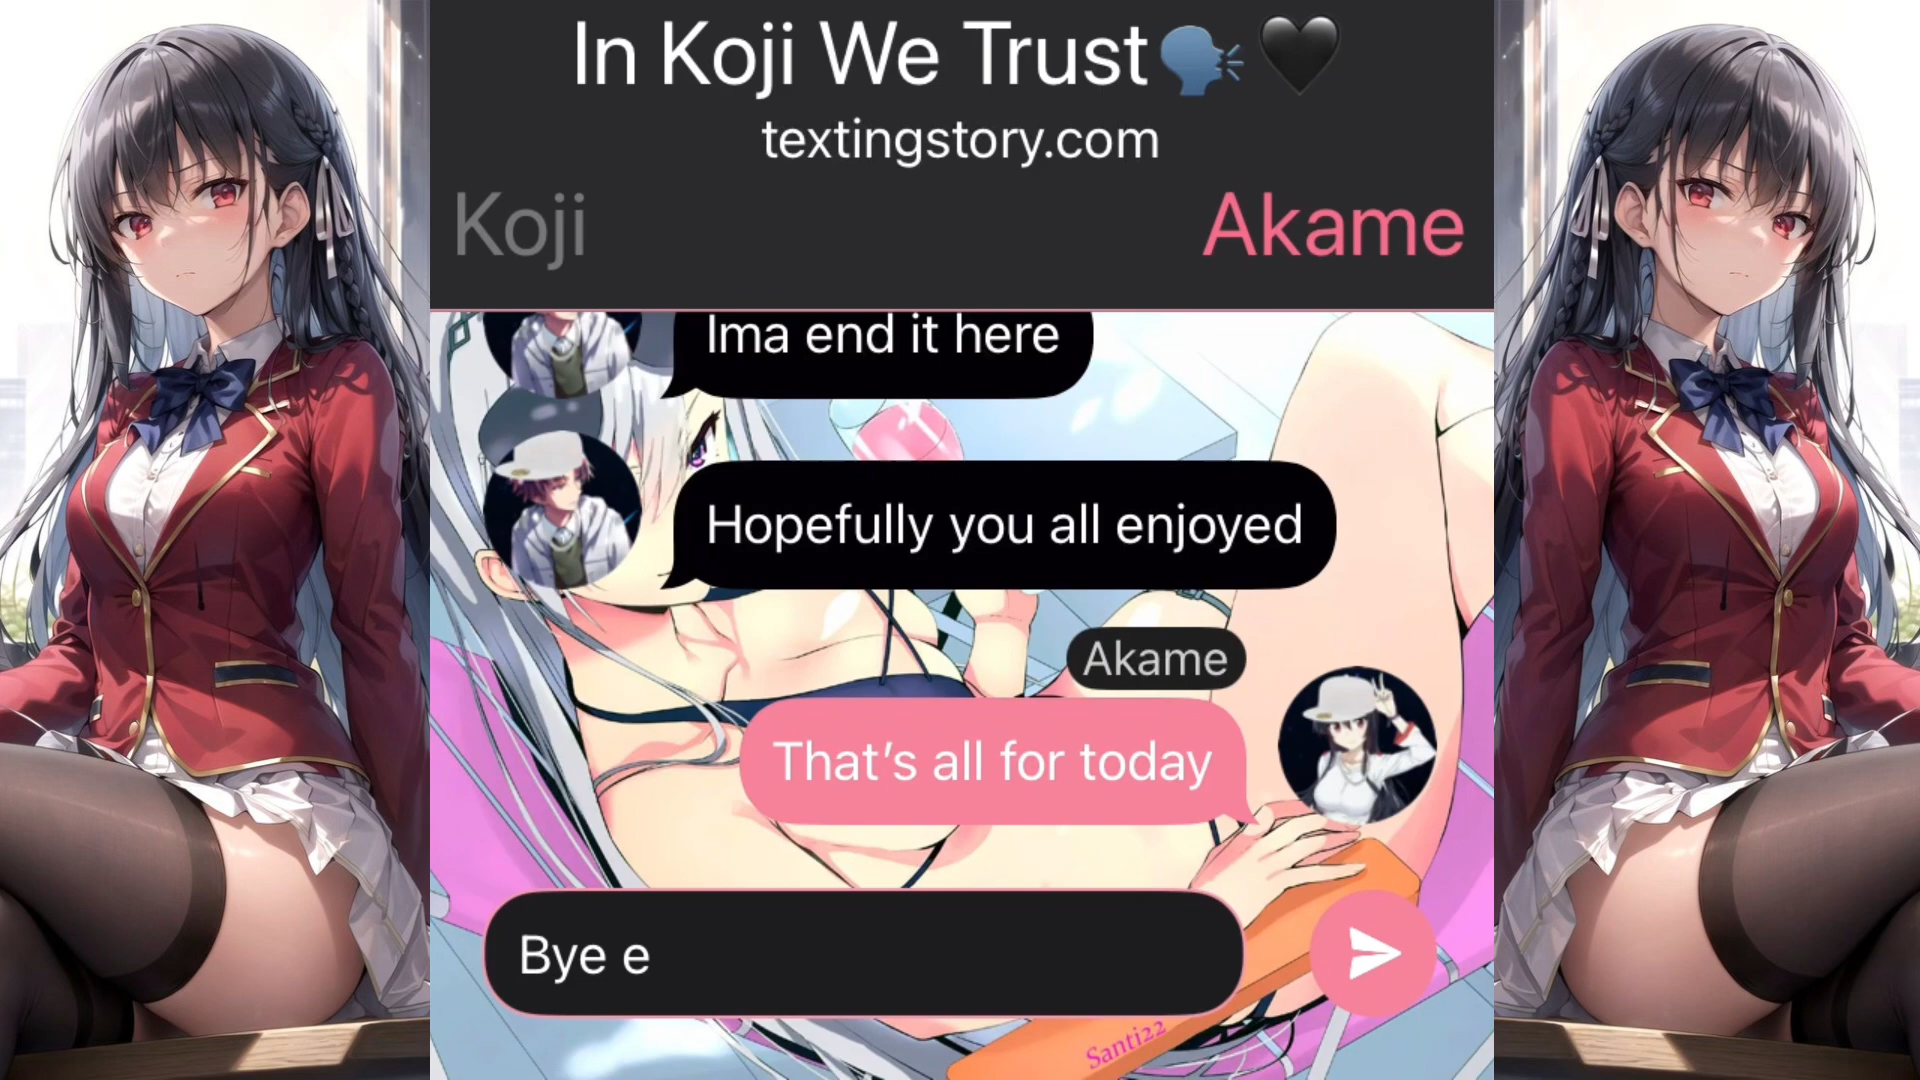 In Koji We Trust🗣️🖤
textingstory.com
Koji
Akame
Ima end it here
Hopefully you all enjoyed
Akame
That’s all for today
Bye e
Santi22